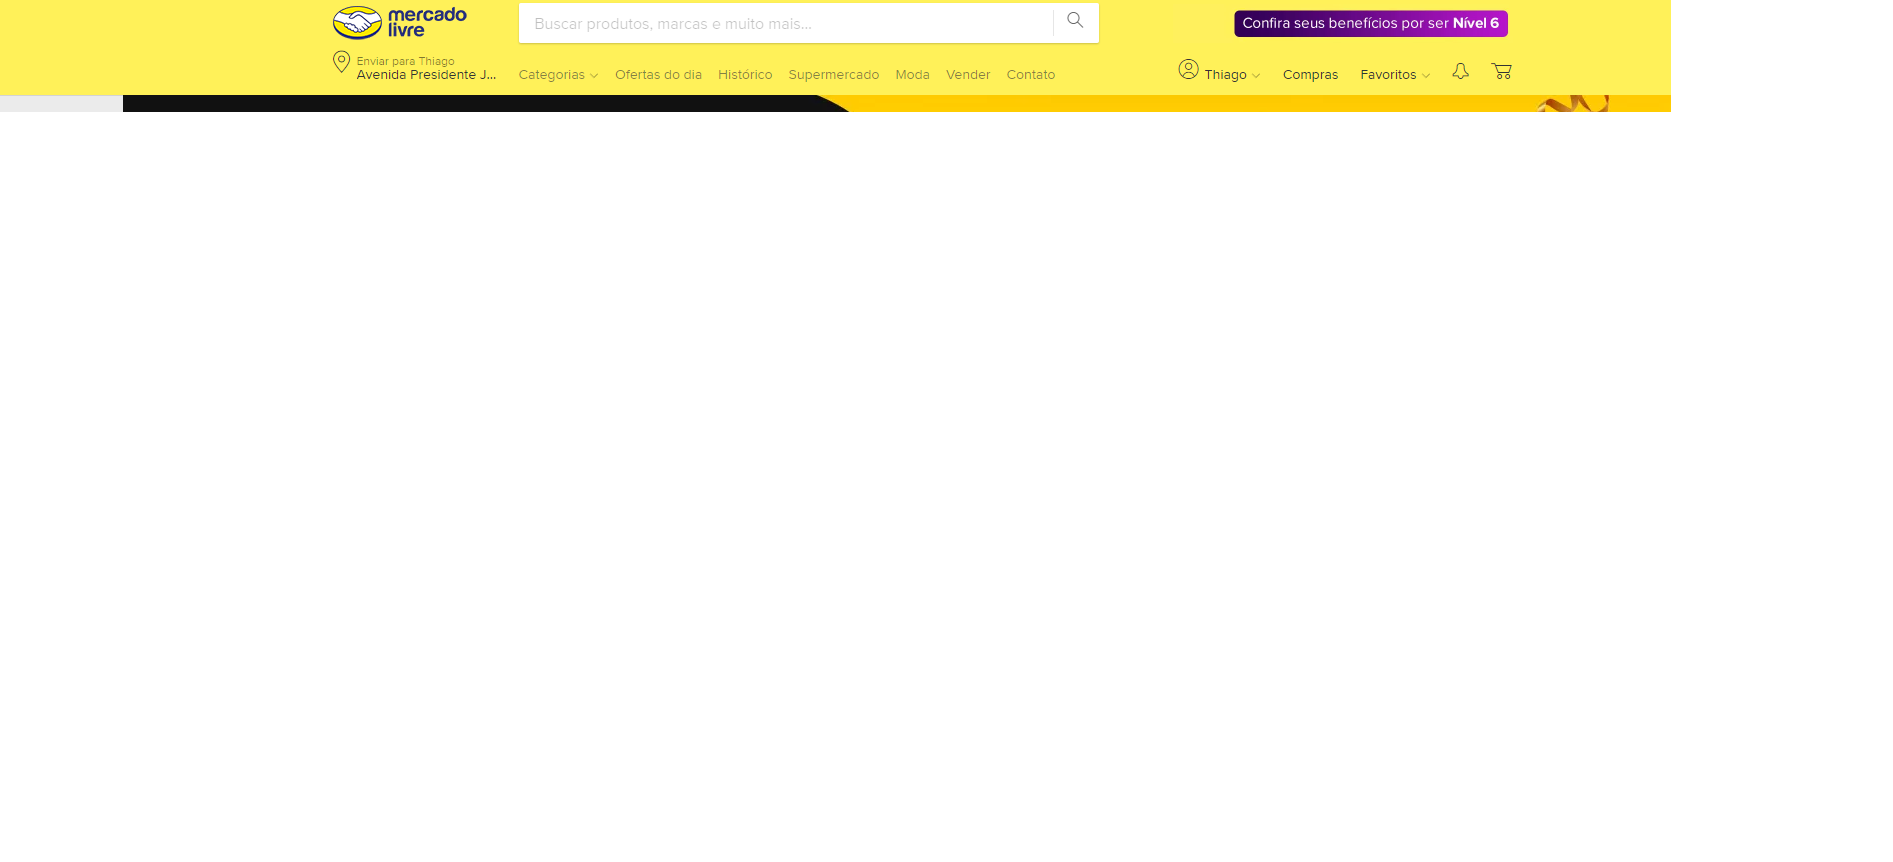 mercado
livre
Buscar produtos, marcas e muito mais...
Confira seus benefícios por ser Nível 6
Enviar para Thiago
Avenida Presidente J...
Categorias
Ofertas do dia
Histórico
Supermercado
Moda
Vender
Contato
Thiago
Compras
Favoritos